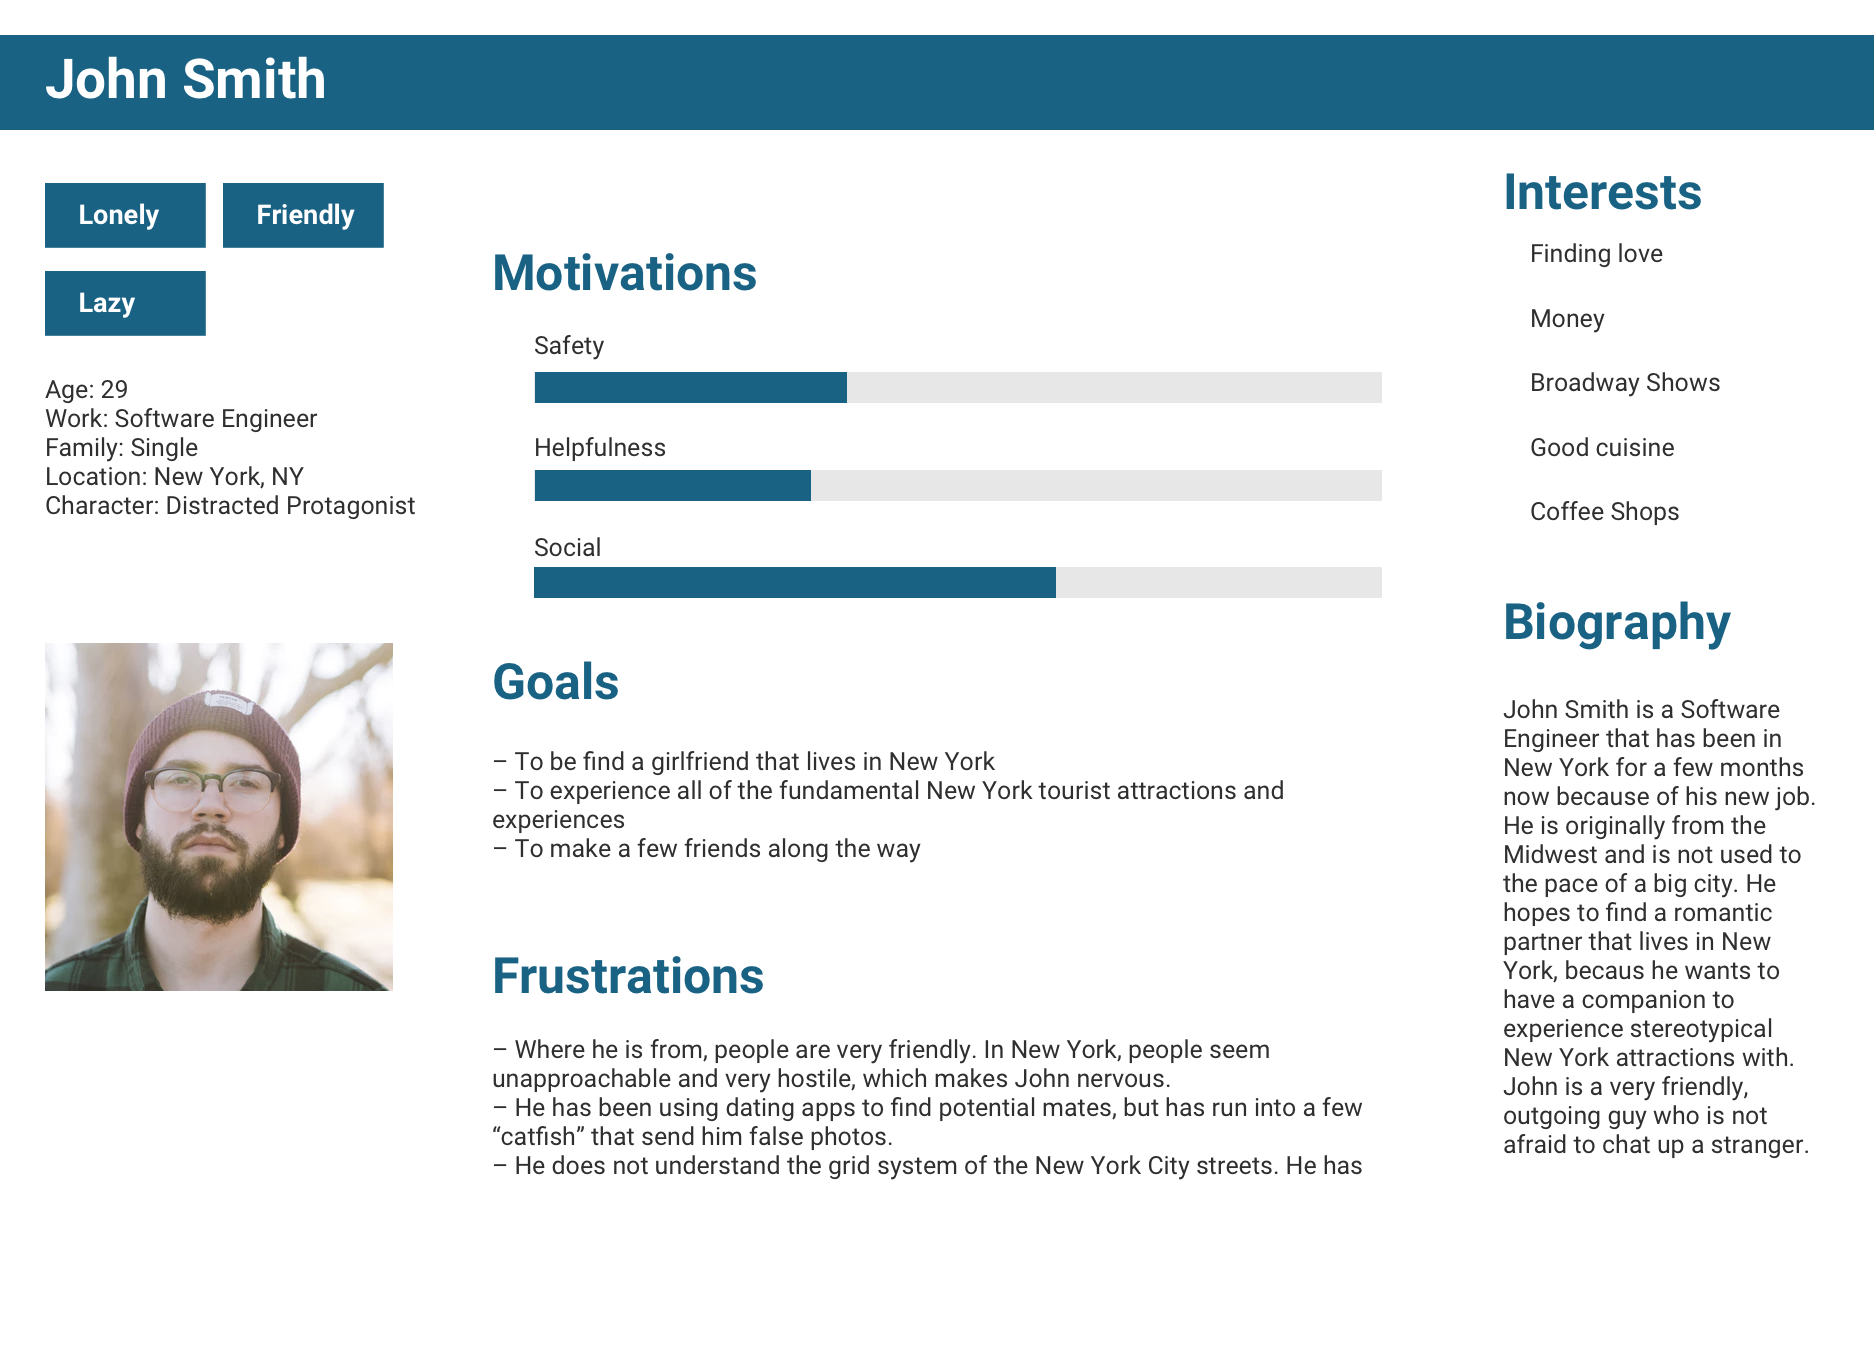 John Smith
Lonely
Friendly
Lazy
Age: 29
Work: Software Engineer
Family: Single
Location: New York, NY
Character: Distracted Protagonist
Motivations
Safety
Helpfulness
Social
Goals
– To be find a girlfriend that lives in New York
– To experience all of the fundamental New York tourist attractions and
experiences
– To make a few friends along the way
Frustrations
– Where he is from, people are very friendly. In New York, people seem
unapproachable and very hostile, which makes John nervous.
– He has been using dating apps to find potential mates, but has run into a few
“catfish” that send him false photos.
– He does not understand the grid system of the New York City streets. He has
Interests
Finding love
Money
Broadway Shows
Good cuisine
Coffee Shops
Biography
John Smith is a Software
Engineer that has been in
New York for a few months
now because of his new job.
He is originally from the
Midwest and is not used to
the pace of a big city. He
hopes to find a romantic
partner that lives in New
York, becaus he wants to
have a companion to
experience stereotypical
New York attractions with.
John is a very friendly,
outgoing guy who is not
afraid to chat up a stranger.